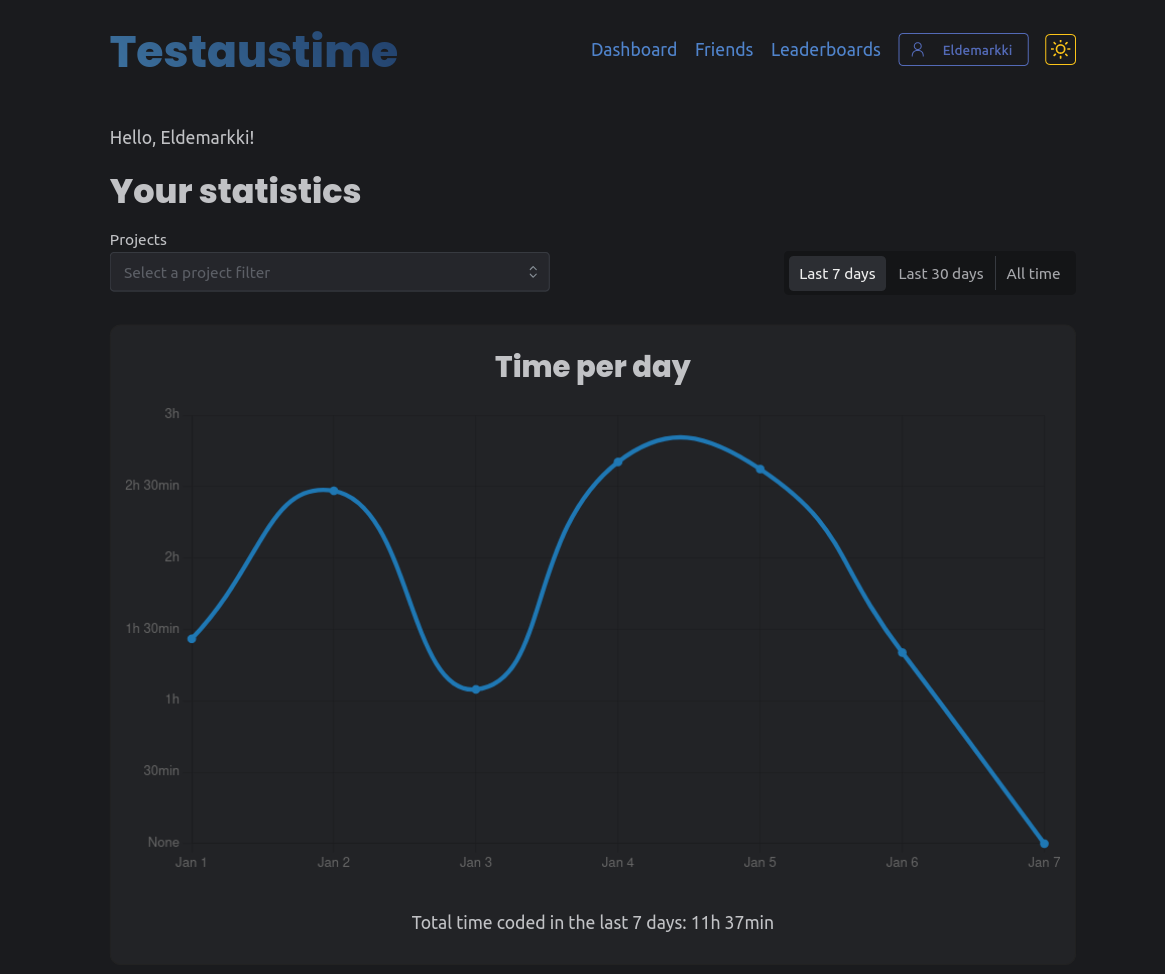 Testaustime
Dashboard Friends Leaderboards Eldemarkki
Hello, Eldemarkki!
Your statistics
Projects
Select a project filter
Last 7 days Last 30 days All time
Time per day
3h
2h 30min
2h
1h 30min
1h
30min
None
Jan 1 Jan 2 Jan 3 Jan 4 Jan 5 Jan 6 Jan 7
Total time coded in the last 7 days: 11h 37min